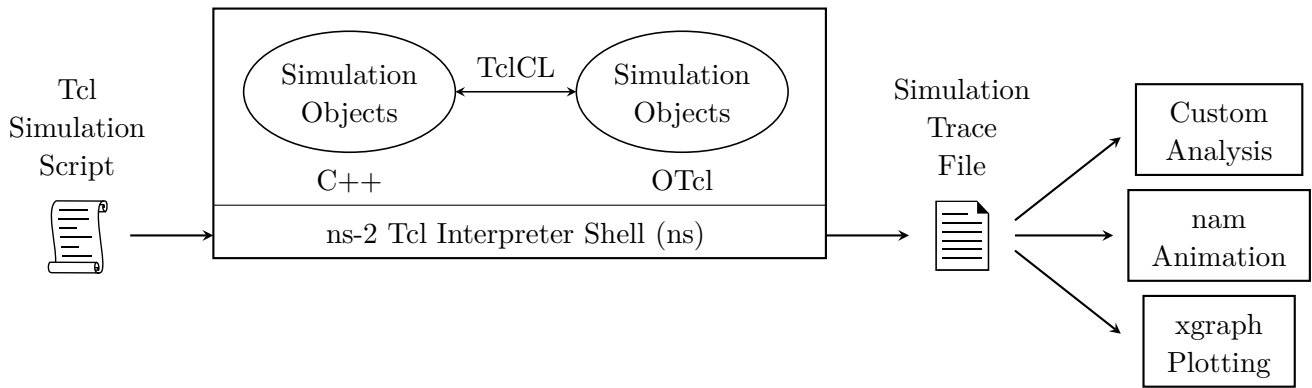 Tcl
Simulation
Script
Simulation
Objects
C++
TclCL
Simulation
Objects
OTcl
ns-2 Tcl Interpreter Shell (ns)
Simulation
Trace
File
Custom
Analysis
nam
Animation
xgraph
Plotting